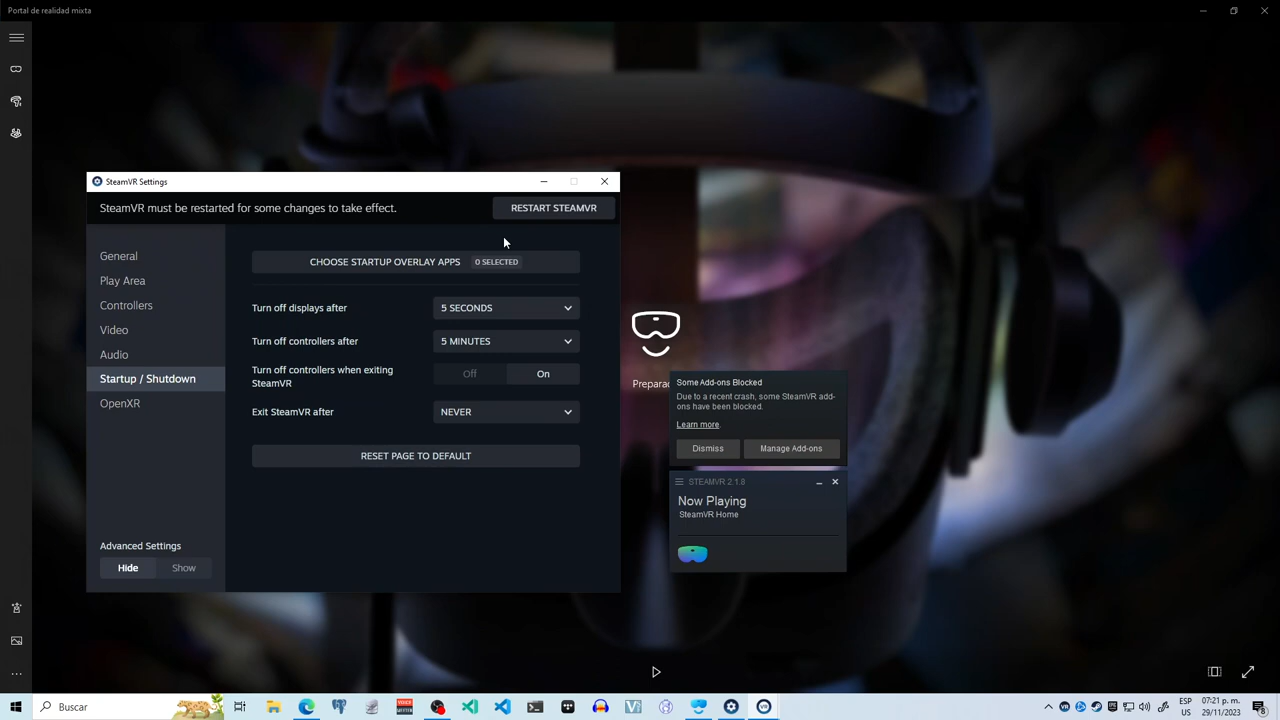 Portal de realidad mixta
SteamVR Settings
SteamVR must be restarted for some changes to take effect.
RESTART STEAMVR
General
Play Area
Controllers
Video
Audio
Startup / Shutdown
OpenXR
Advanced Settings
Hide
Show
CHOOSE STARTUP OVERLAY APPS
0 SELECTED
Turn off displays after
5 SECONDS
Turn off controllers after
5 MINUTES
Turn off controllers when exiting
SteamVR
Off
On
Exit SteamVR after
NEVER
RESET PAGE TO DEFAULT
Some Add-ons Blocked
Due to a recent crash, some SteamVR add-
ons have been blocked.
Learn more.
Dismiss
Manage Add-ons
STEAMVR 2.1.8
Now Playing
SteamVR Home
Buscar
ESP
US
07:21 p. m.
29/11/2023